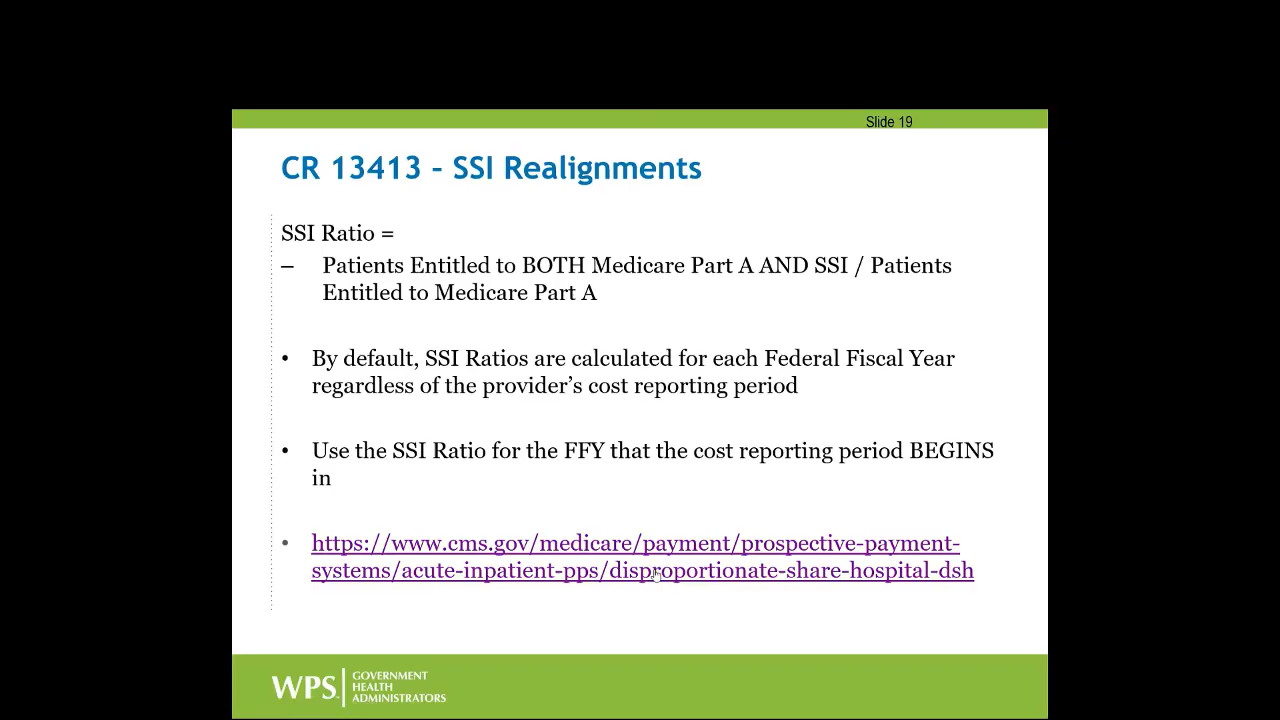 Slide 19
CR 13413 – SSI Realignments
SSI Ratio =
– Patients Entitled to BOTH Medicare Part A AND SSI / Patients
Entitled to Medicare Part A
• By default, SSI Ratios are calculated for each Federal Fiscal Year
regardless of the provider’s cost reporting period
• Use the SSI Ratio for the FFY that the cost reporting period BEGINS
in
• https://www.cms.gov/medicare/payment/prospective-payment-
systems/acute-inpatient-pps/disproportionate-share-hospital-dsh
WPS
GOVERNMENT
HEALTH
ADMINISTRATORS